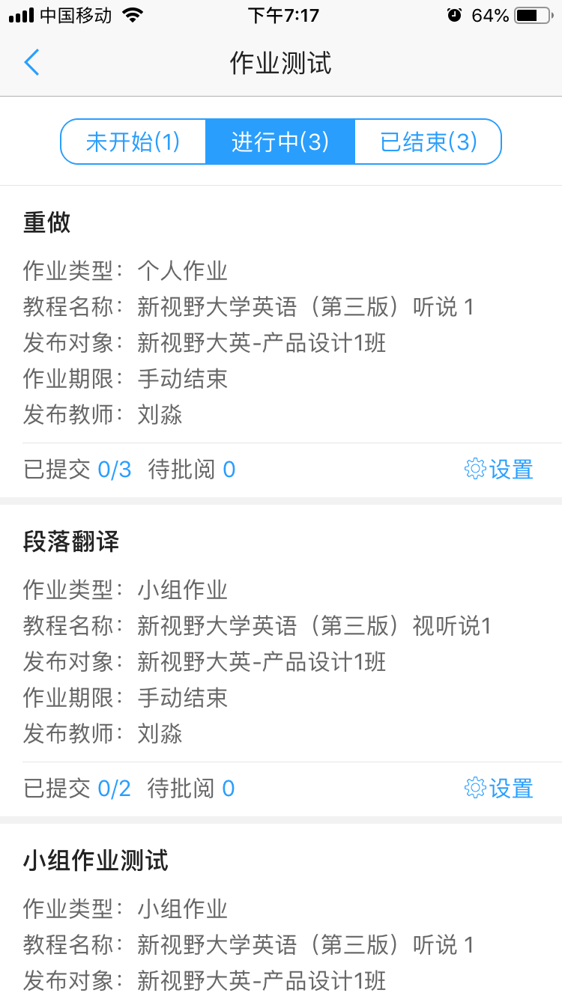 中国移动 下午7:17 64%
作业测试
未开始(1) 进行中(3) 已结束(3)
重做
作业类型：个人作业
教程名称：新视野大学英语（第三版）听说 1
发布对象：新视野大英-产品设计1班
作业期限：手动结束
发布教师：刘淼
已提交 0/3 待批阅 0 设置
段落翻译
作业类型：小组作业
教程名称：新视野大学英语（第三版）视听说1
发布对象：新视野大英-产品设计1班
作业期限：手动结束
发布教师：刘淼
已提交 0/2 待批阅 0 设置
小组作业测试
作业类型：小组作业
教程名称：新视野大学英语（第三版）听说 1
发布对象：新视野大英-产品设计1班